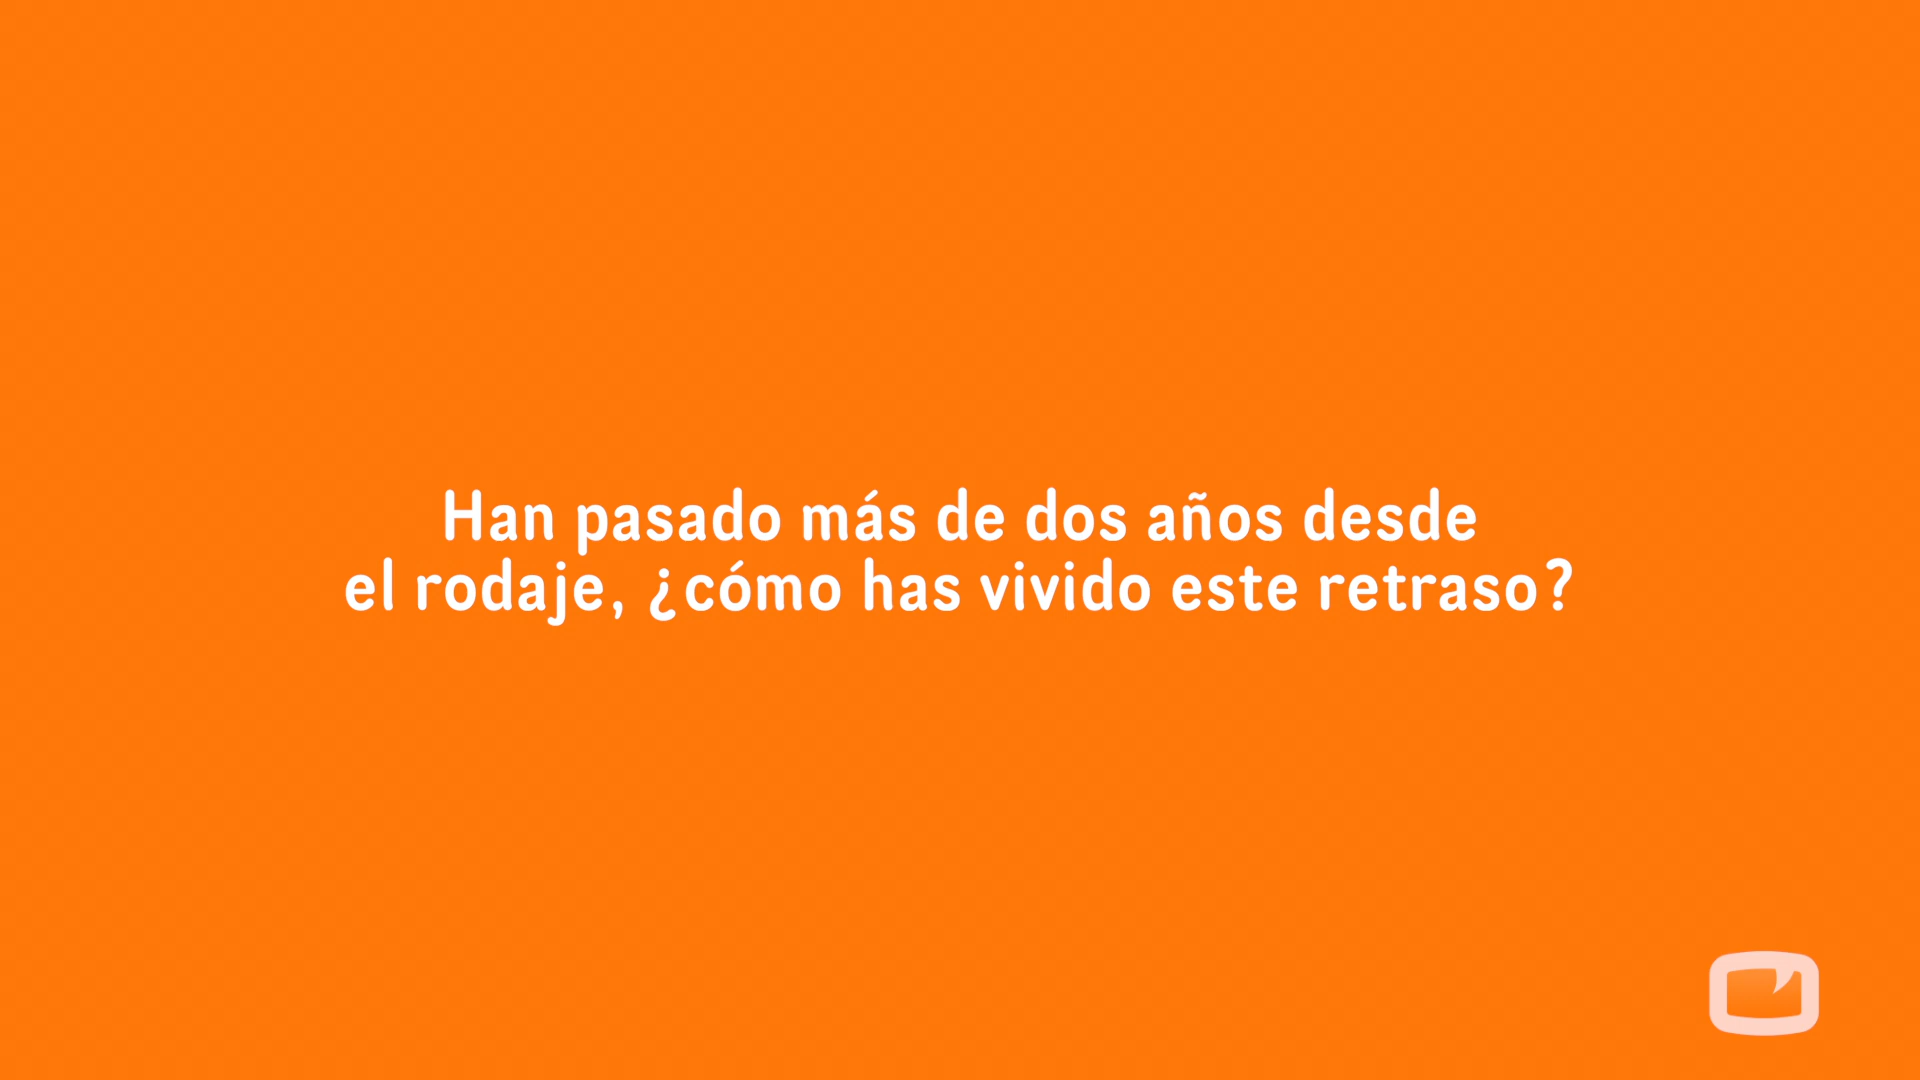 Han pasado más de dos años desde
el rodaje, ¿cómo has vivido este retraso?